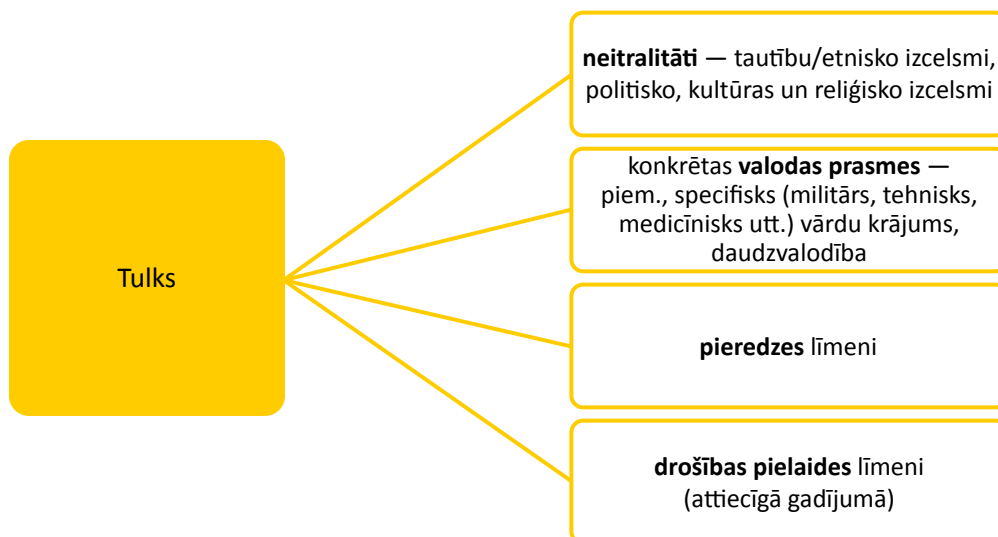 Tulks
neitralitāti — tautību/etnisko izcelsmi,
politisko, kultūras un reliģisko izcelsmi
konkrētas valodas prasmes —
piem., specifisks (militārs, tehnisks,
medicīnisks utt.) vārdu krājums,
daudzvalodība
pieredzes līmeni
drošības pielaides līmeni
(attiecīgā gadījumā)